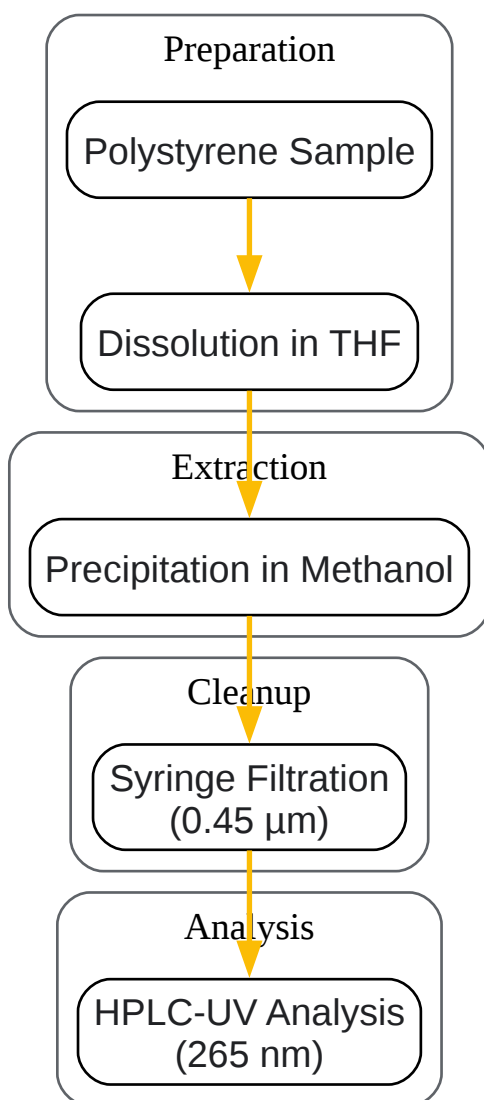 Preparation
Polystyrene Sample
Dissolution in THF
Extraction
Precipitation in Methanol
Cleanup
Syringe Filtration
(0.45 µm)
Analysis
HPLC-UV Analysis
(265 nm)